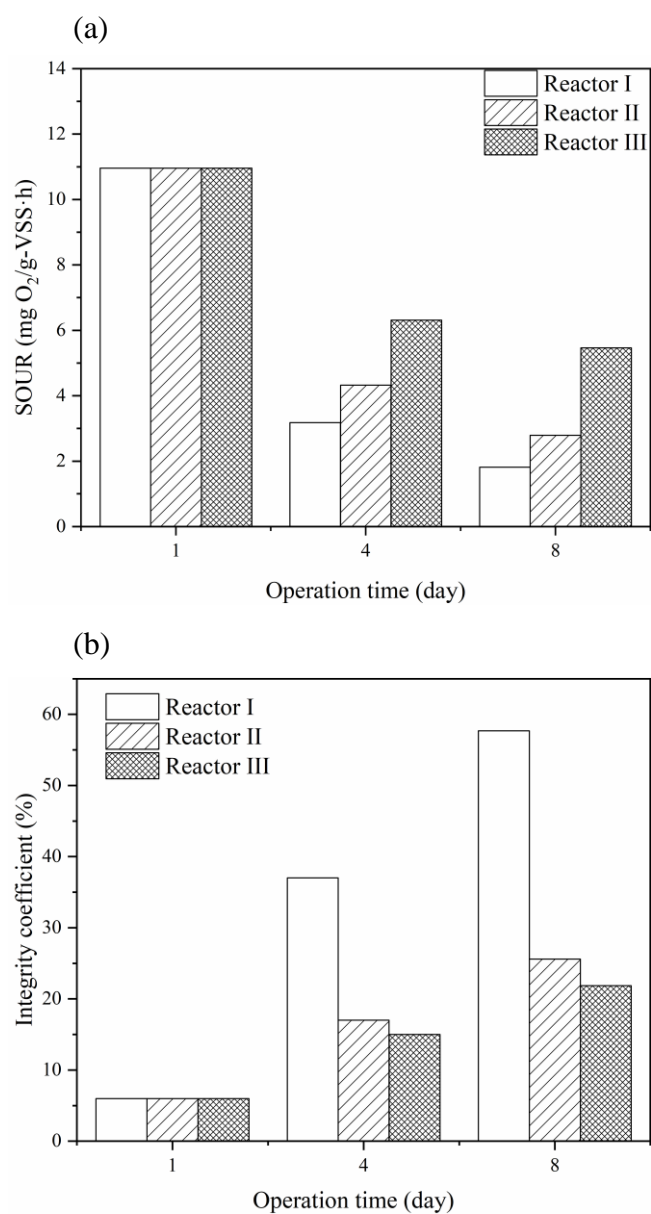 (a)
14
12
10
8
6
4
2
0
SOUR (mg O₂/g-VSS·h)
Reactor I
Reactor II
Reactor III
1 4 8
Operation time (day)
(b)
60
50
40
30
20
10
0
Integrity coefficient (%)
Reactor I
Reactor II
Reactor III
1 4 8
Operation time (day)